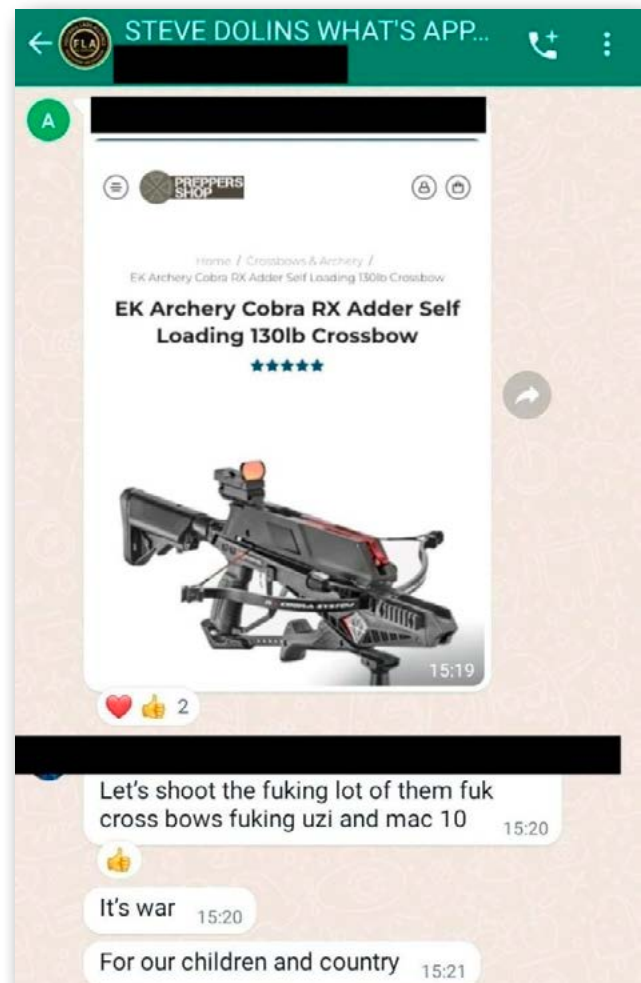 STEVE DOLINS WHAT'S APP...
FLA
A
PREPPERS
SHOP
Home / Crossbows & Archery /
EK Archery Cobra RX Adder Self Loading 130lb Crossbow
EK Archery Cobra RX Adder Self
Loading 130lb Crossbow
COBRA SYSTEM
15:19
2
Let's shoot the fuking lot of them fuk
cross bows fuking uzi and mac 10
15:20
It's war
15:20
For our children and country
15:21